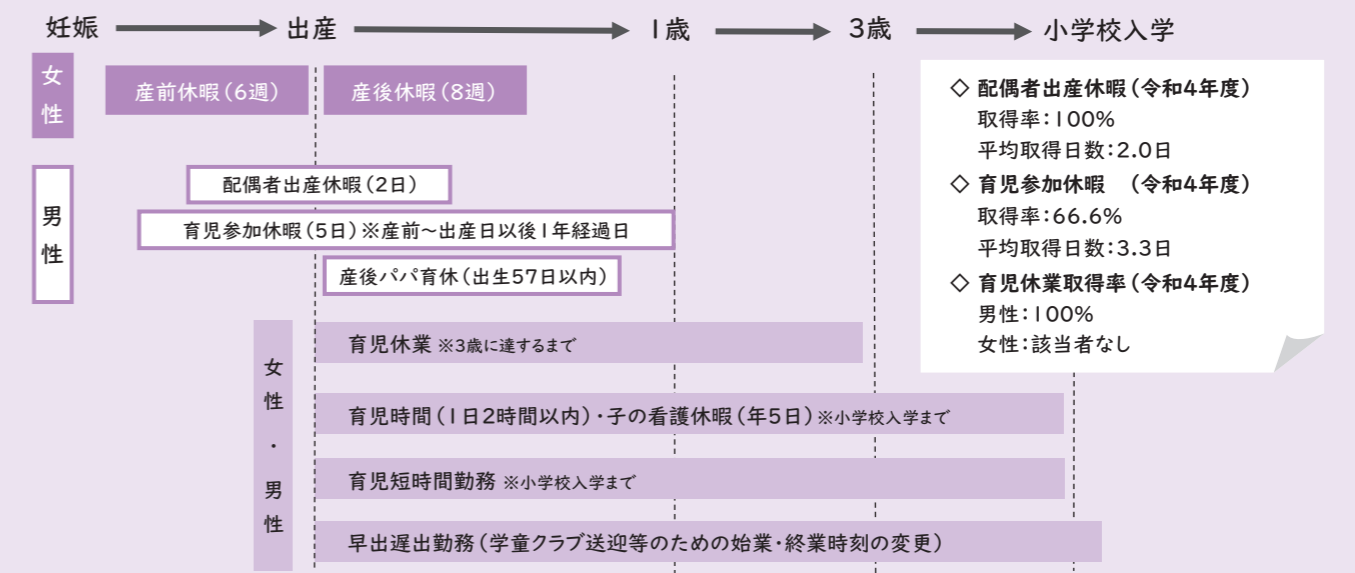 妊娠 出産 1歳 3歳 小学校入学
女性
産前休暇(6週) 産後休暇(8週)
男性
配偶者出産休暇(2日)
育児参加休暇(5日)※産前~出産日以後1年経過日
産後パパ育休(出生57日以内)
女性・男性
育児休業 ※3歳に達するまで
育児時間(1日2時間以内)・子の看護休暇(年5日)※小学校入学まで
育児短時間勤務 ※小学校入学まで
早出遅出勤務(学童クラブ送迎等のための始業・終業時刻の変更)
◇ 配偶者出産休暇(令和4年度)
取得率:100%
平均取得日数:2.0日
◇ 育児参加休暇 (令和4年度)
取得率:66.6%
平均取得日数:3.3日
◇ 育児休業取得率(令和4年度)
男性:100%
女性:該当者なし